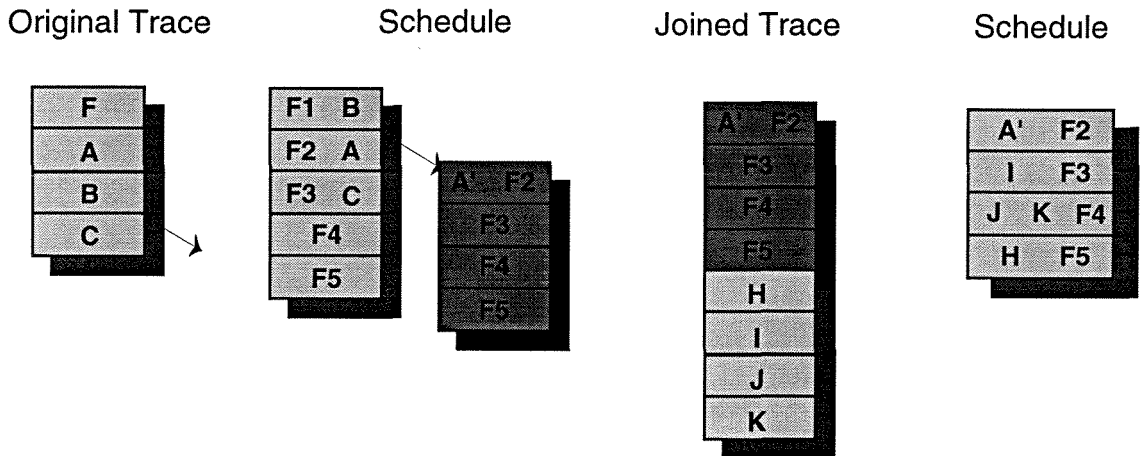 Original Trace
Schedule
Joined Trace
Schedule
F
A
B
C
F1 B
F2 A
F3 C
F4
F5
A' F2
F3
F4
F5
A' F2
F3
F4
F5
H
I
J
K
A' F2
I F3
J K F4
H F5